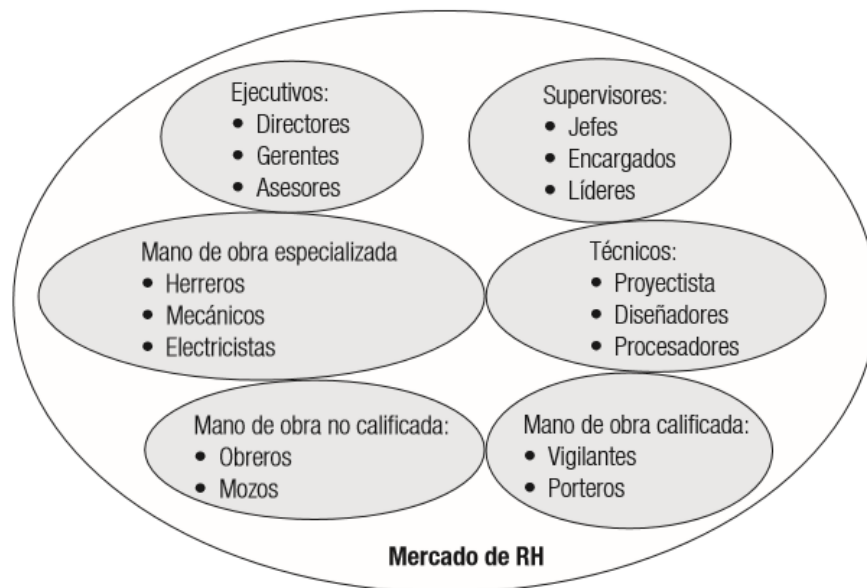 Ejecutivos:
• Directores
• Gerentes
• Asesores
Supervisores:
• Jefes
• Encargados
• Líderes
Mano de obra especializada
• Herreros
• Mecánicos
• Electricistas
Técnicos:
• Proyectista
• Diseñadores
• Procesadores
Mano de obra no calificada:
• Obreros
• Mozos
Mano de obra calificada:
• Vigilantes
• Porteros
Mercado de RH